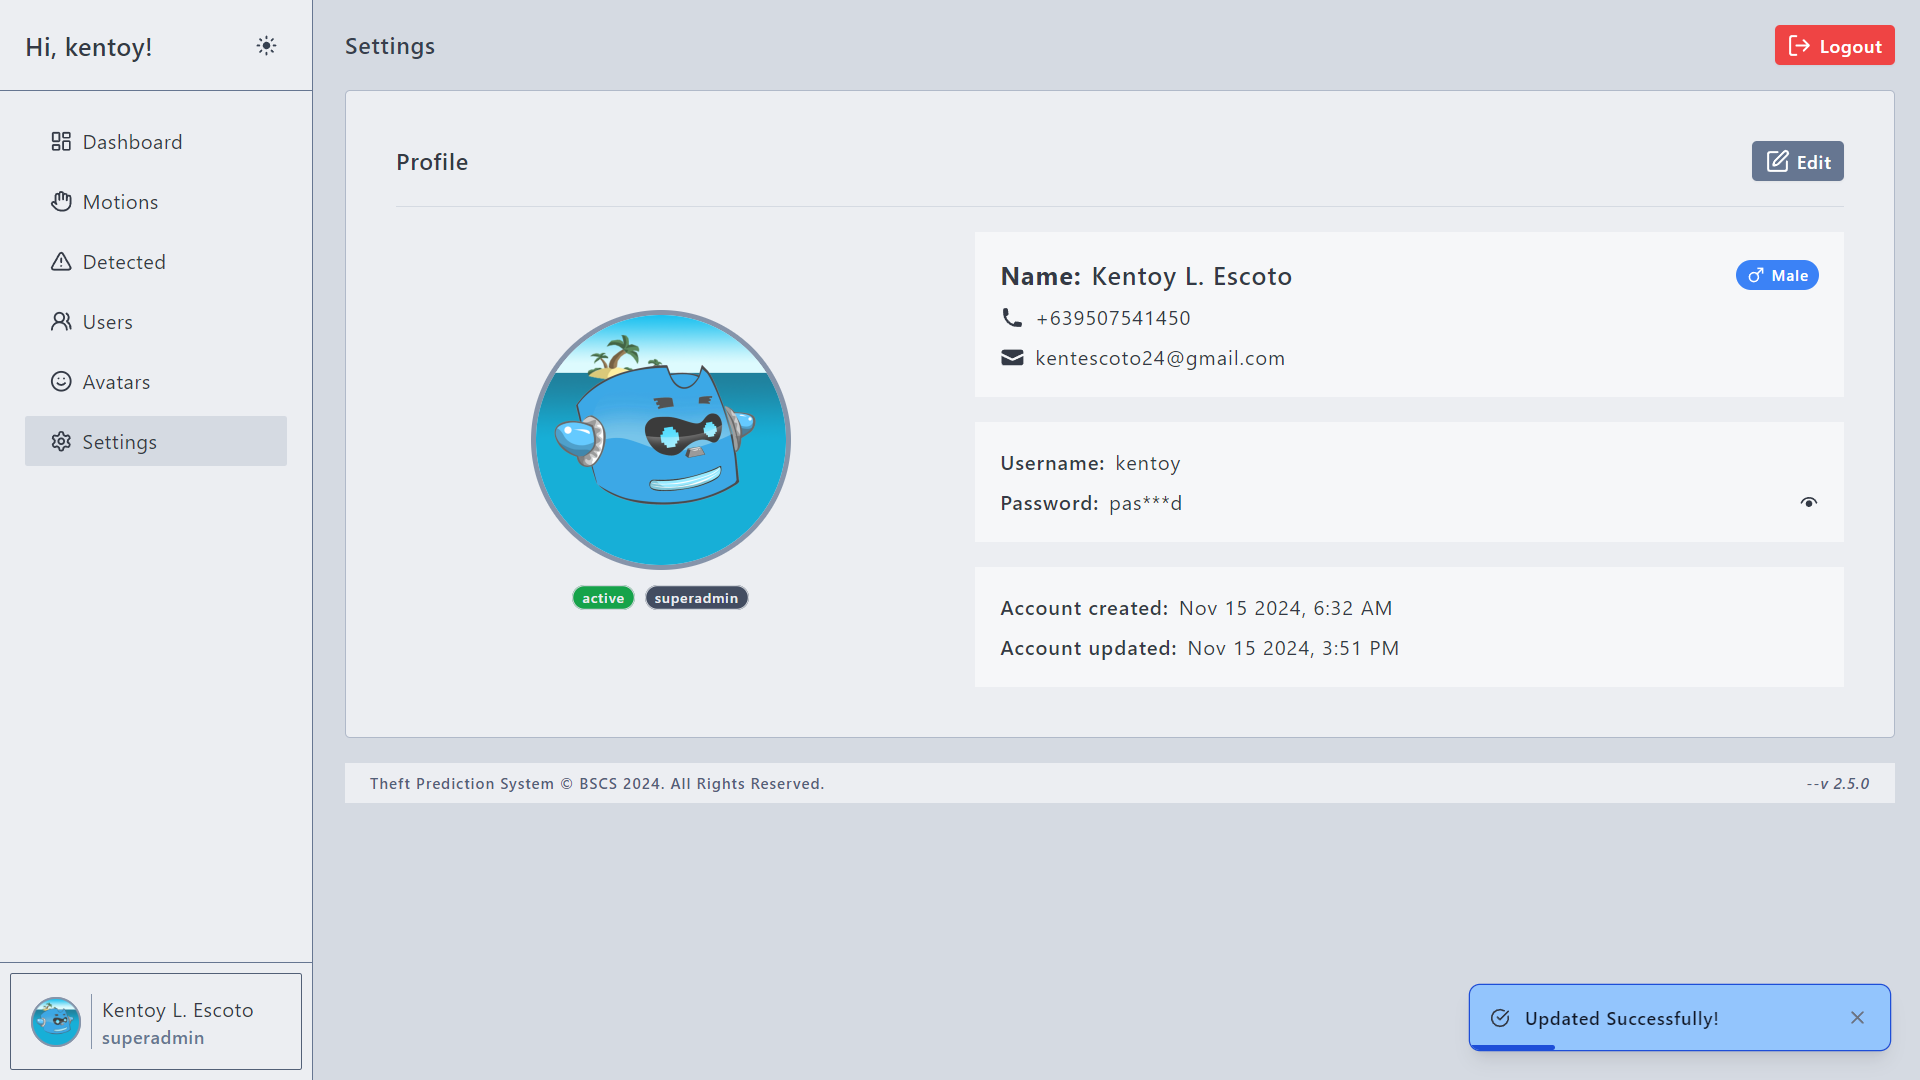 Hi, kentoy!
Dashboard
Motions
Detected
Users
Avatars
Settings
Kentoy L. Escoto
superadmin
Settings
Logout
Profile
Edit
active
superadmin
Name: Kentoy L. Escoto
Male
+639507541450
kentescoto24@gmail.com
Username: kentoy
Password: pas***d
Account created: Nov 15 2024, 6:32 AM
Account updated: Nov 15 2024, 3:51 PM
Theft Prediction System © BSCS 2024. All Rights Reserved.
--v 2.5.0
Updated Successfully!